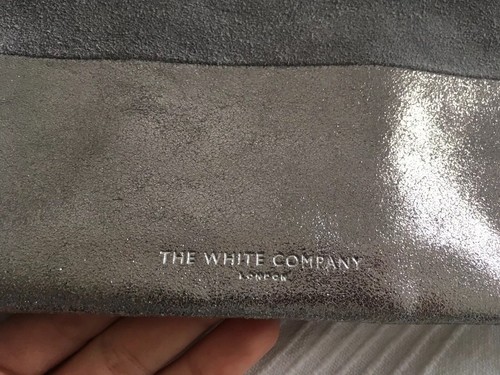 THE WHITE COMPANY
LONDON